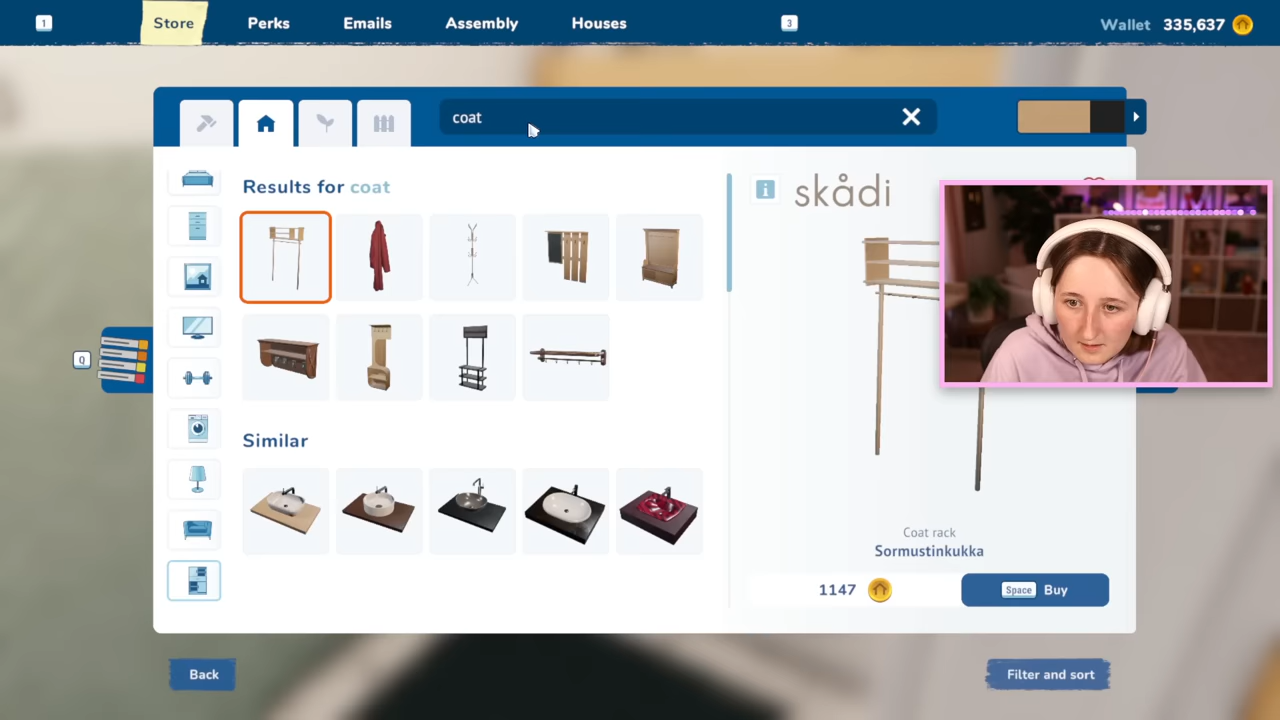 1 Store Perks Emails Assembly Houses 3 Wallet 335,637
coat
Results for coat
i skådi
Q
Similar
Coat rack
Sormustinkukka
1147 Space Buy
Back Filter and sort